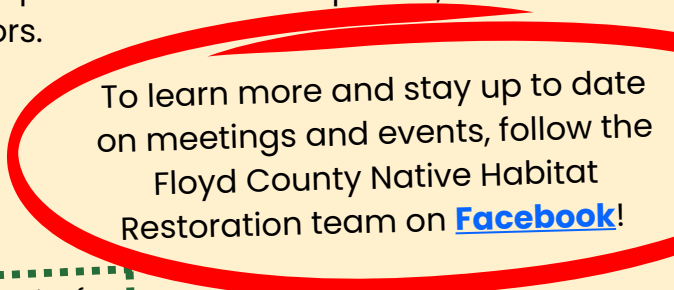 ors.
To learn more and stay up to date
on meetings and events, follow the
Floyd County Native Habitat
Restoration team on Facebook!